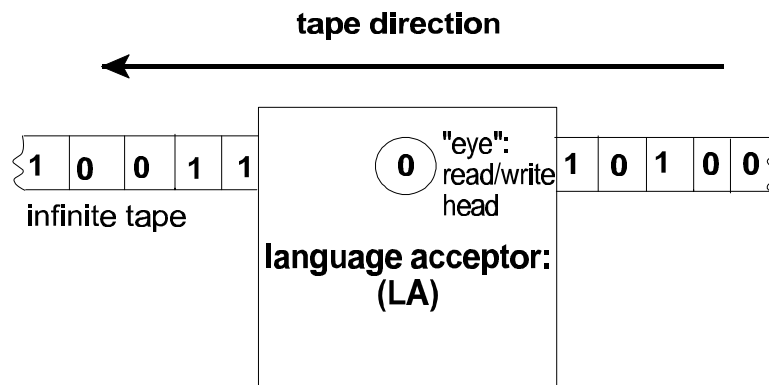 tape direction
1 0 0 1 1 0 "eye": read/write head 1 0 1 0 0
infinite tape
language acceptor:
(LA)